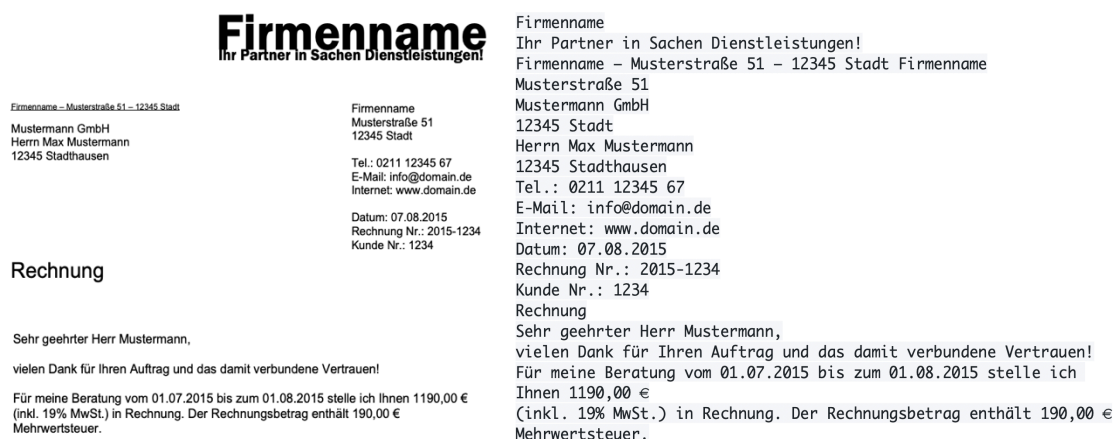 Firmenname
Ihr Partner in Sachen Dienstleistungen!
Firmenname – Musterstraße 51 – 12345 Stadt
Mustermann GmbH
Herrn Max Mustermann
12345 Stadthausen
Firmenname
Musterstraße 51
12345 Stadt
Tel.: 0211 12345 67
E-Mail: info@domain.de
Internet: www.domain.de
Datum: 07.08.2015
Rechnung Nr.: 2015-1234
Kunde Nr.: 1234
Rechnung
Sehr geehrter Herr Mustermann,
vielen Dank für Ihren Auftrag und das damit verbundene Vertrauen!
Für meine Beratung vom 01.07.2015 bis zum 01.08.2015 stelle ich Ihnen 1190,00 €
(inkl. 19% MwSt.) in Rechnung. Der Rechnungsbetrag enthält 190,00 €
Mehrwertsteuer.
Firmenname
Ihr Partner in Sachen Dienstleistungen!
Firmenname – Musterstraße 51 – 12345 Stadt Firmenname
Musterstraße 51
Mustermann GmbH
12345 Stadt
Herrn Max Mustermann
12345 Stadthausen
Tel.: 0211 12345 67
E-Mail: info@domain.de
Internet: www.domain.de
Datum: 07.08.2015
Rechnung Nr.: 2015-1234
Kunde Nr.: 1234
Rechnung
Sehr geehrter Herr Mustermann,
vielen Dank für Ihren Auftrag und das damit verbundene Vertrauen!
Für meine Beratung vom 01.07.2015 bis zum 01.08.2015 stelle ich
Ihnen 1190,00 €
(inkl. 19% MwSt.) in Rechnung. Der Rechnungsbetrag enthält 190,00 €
Mehrwertsteuer.